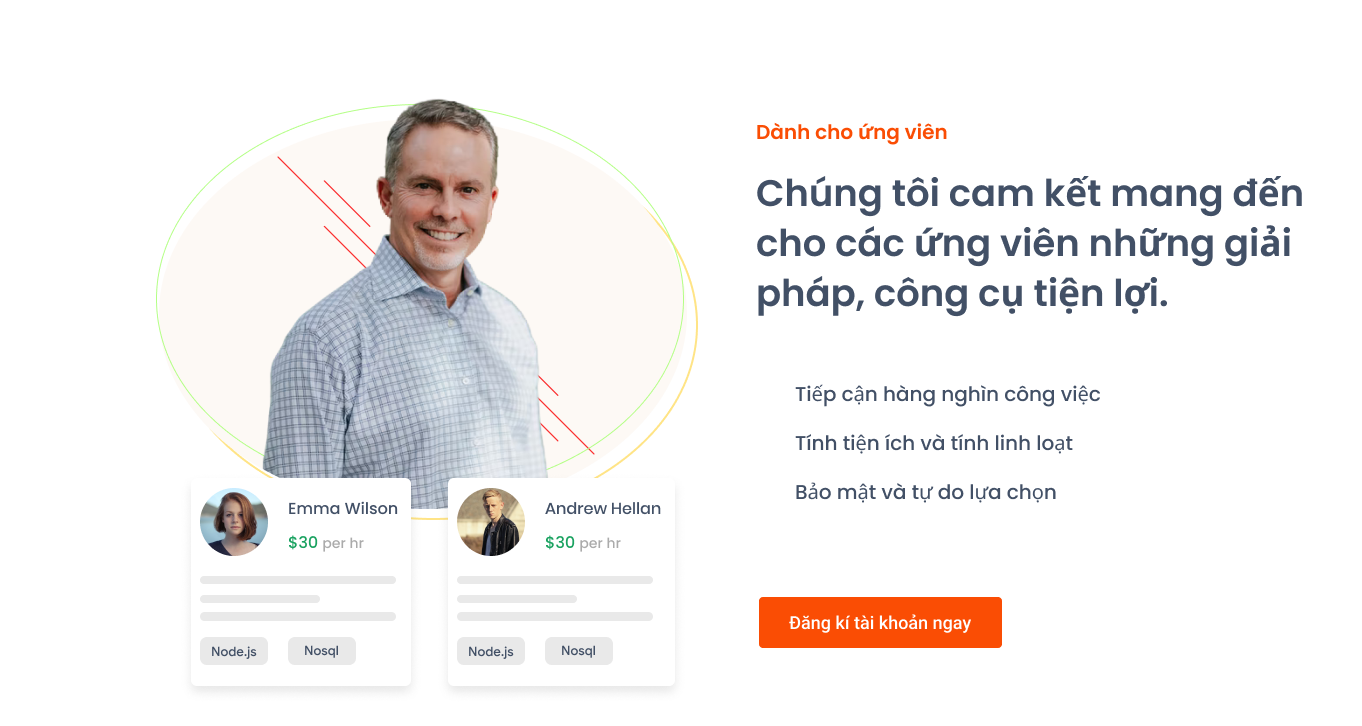 Dành cho ứng viên
Chúng tôi cam kết mang đến
cho các ứng viên những giải
pháp, công cụ tiện lợi.
Tiếp cận hàng nghìn công việc
Tính tiện ích và tính linh loạt
Bảo mật và tự do lựa chọn
Đăng kí tài khoản ngay
Emma Wilson
$30 per hr
Node.js Nosql
Andrew Hellan
$30 per hr
Node.js Nosql